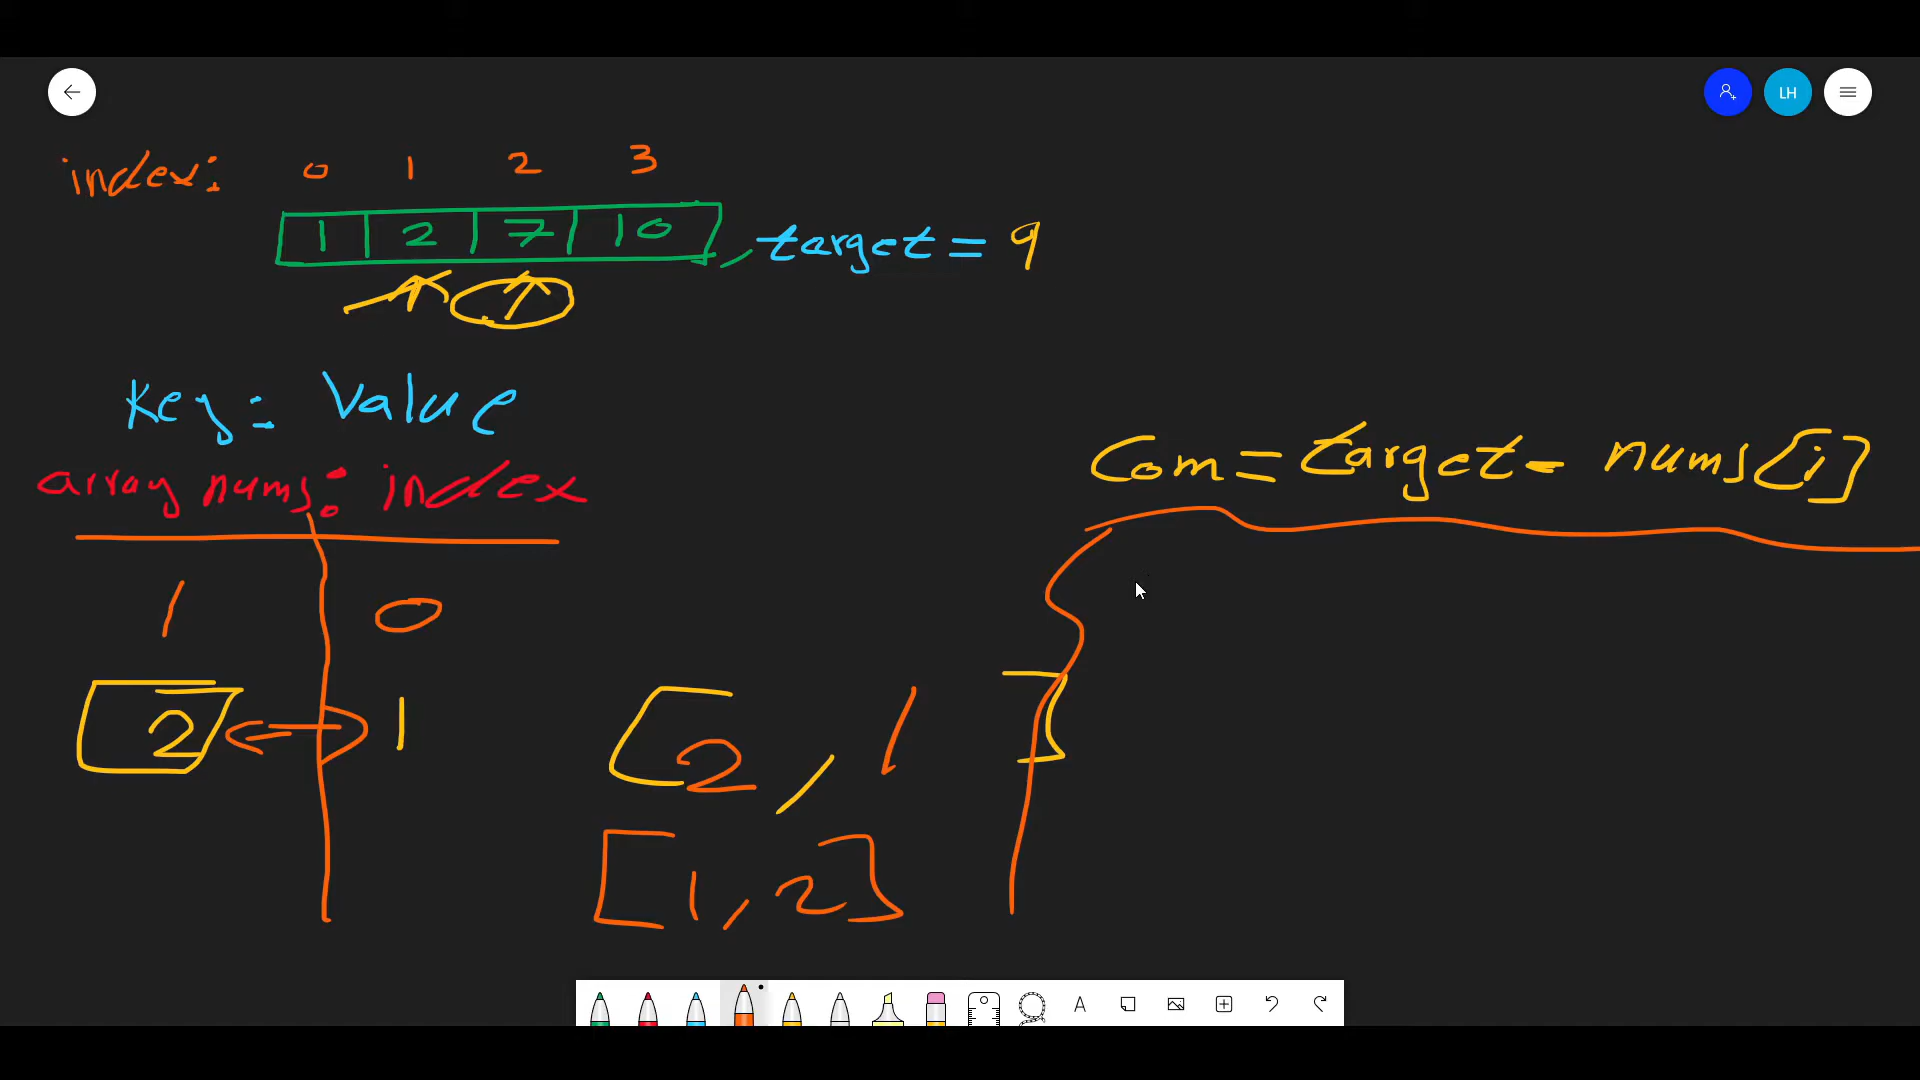 LH
index: 0 1 2 3
1 2 7 10 , target = 9
Key: Value
array nums: index
Com = target - nums[i]
1 0
2 1
[2, 1]
[1, 2]
A